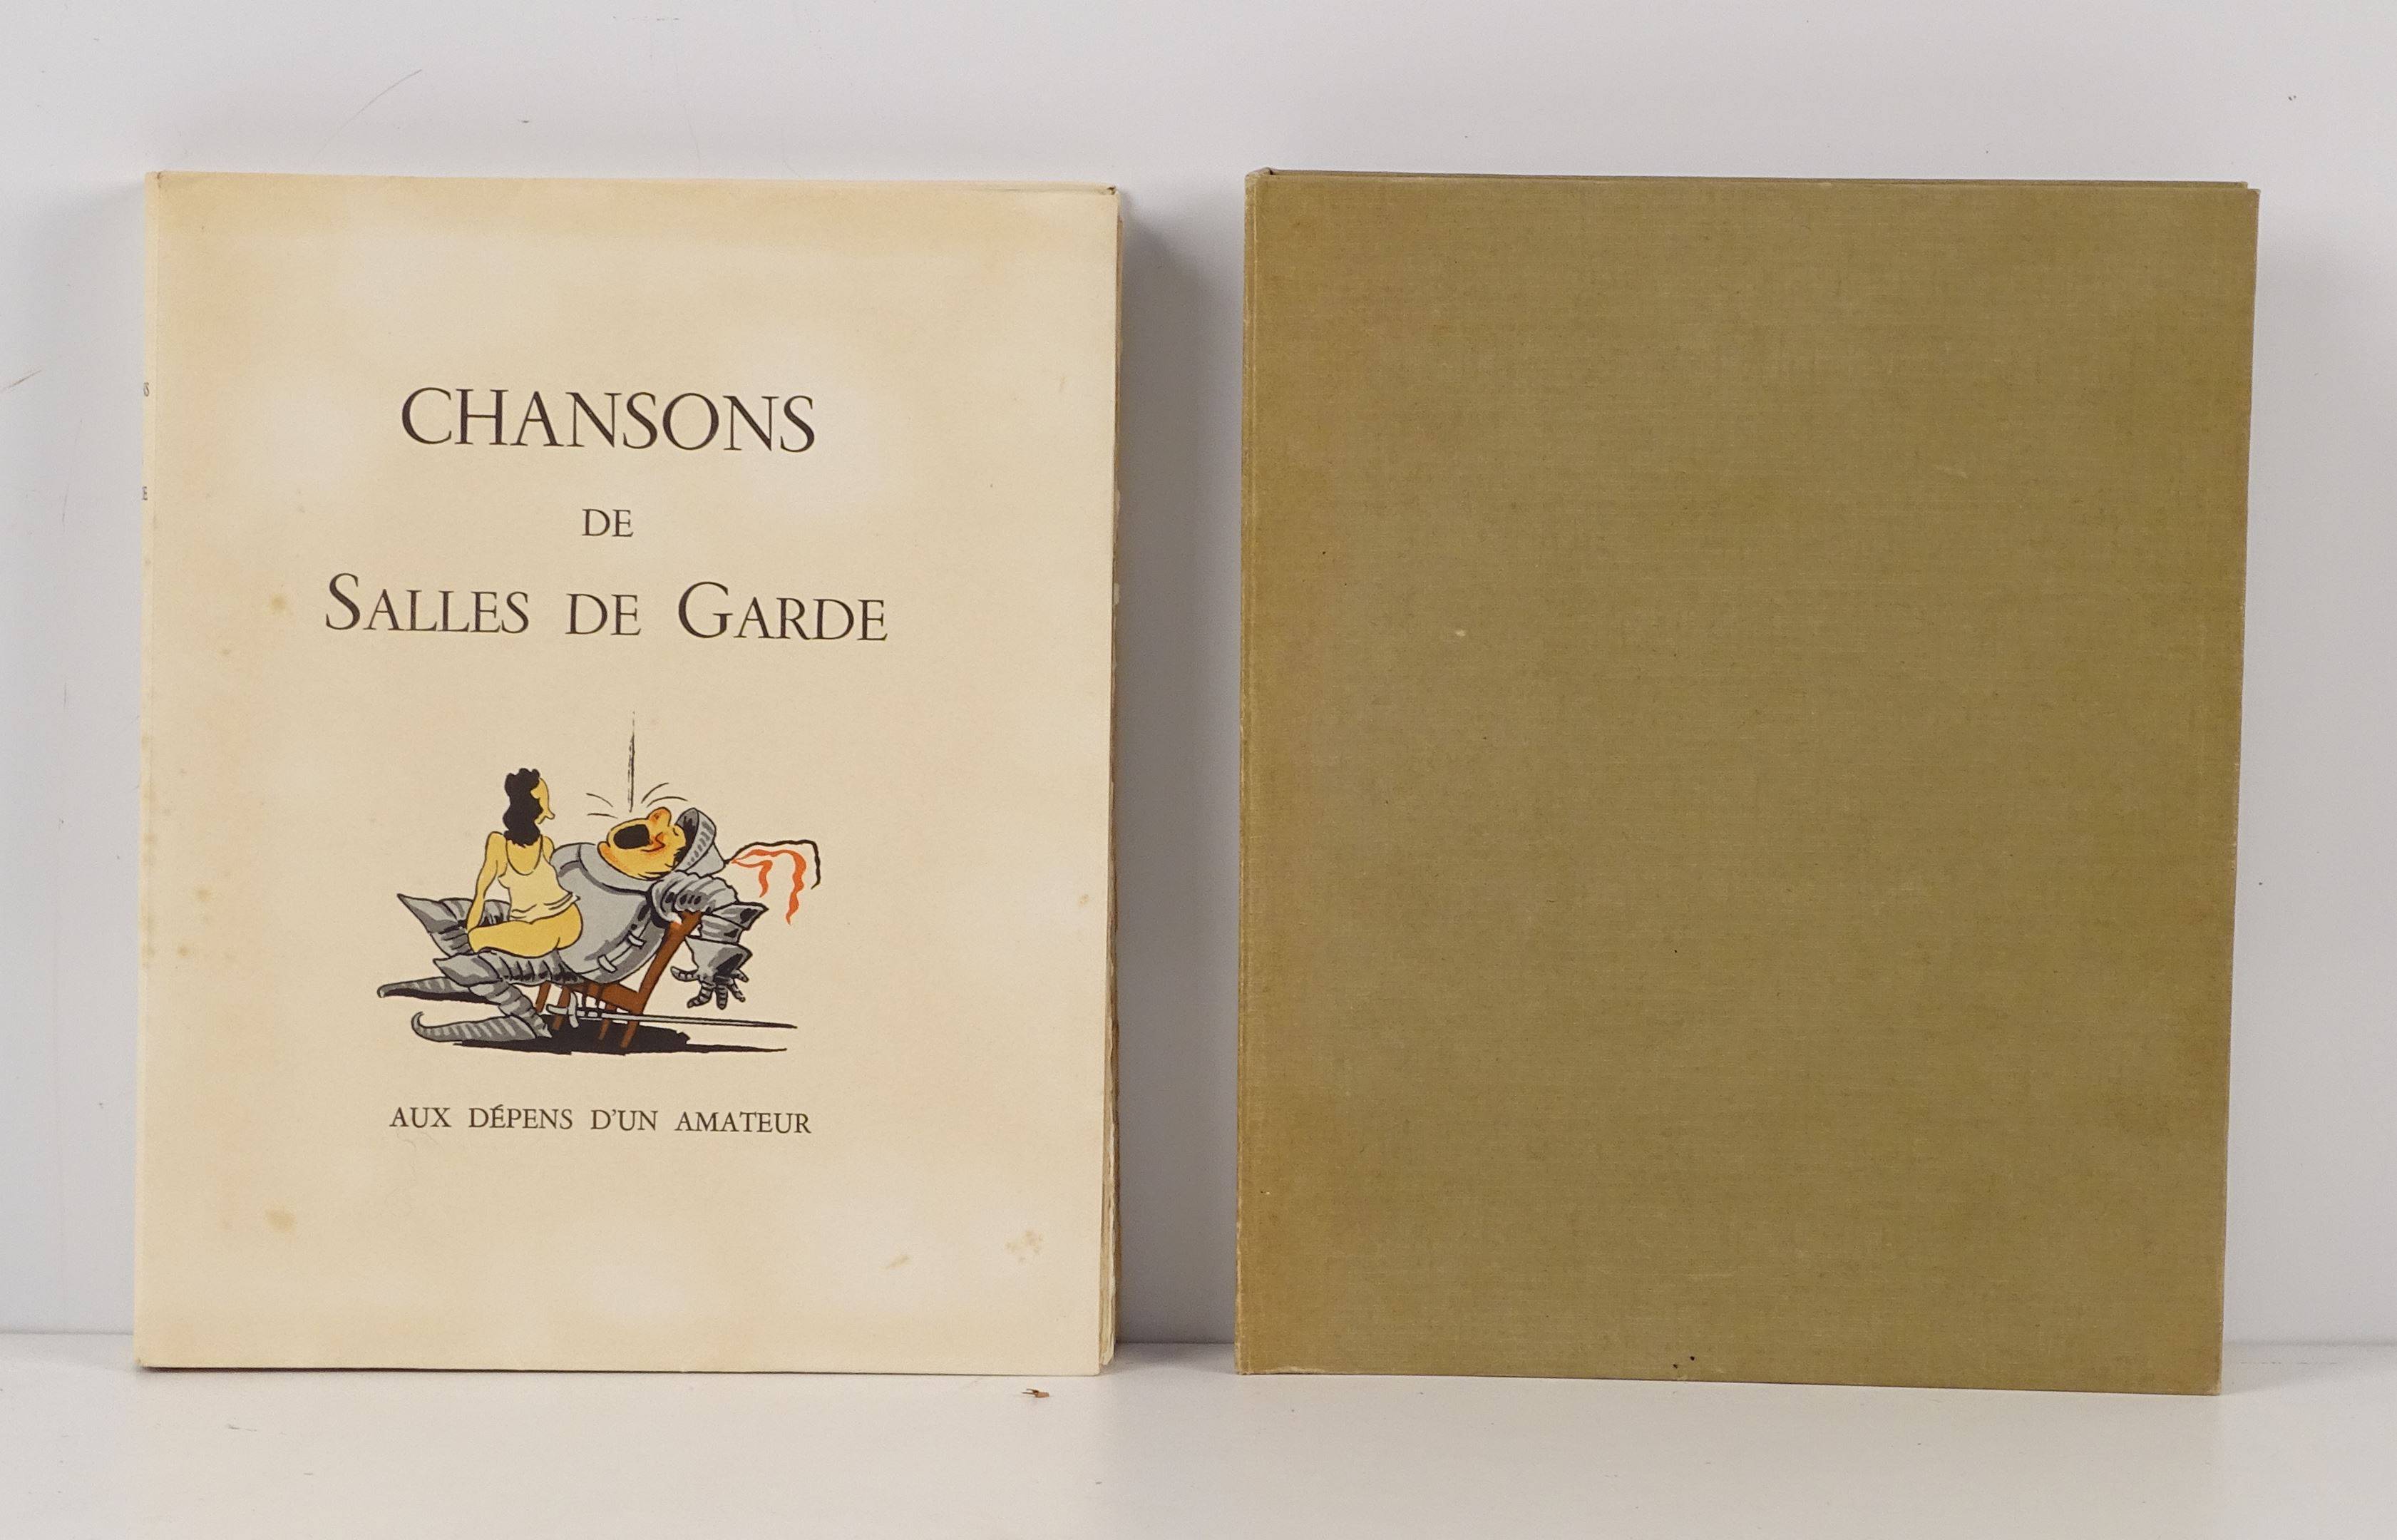 CHANSONS
DE
SALLES DE GARDE
AUX DÉPENS D'UN AMATEUR